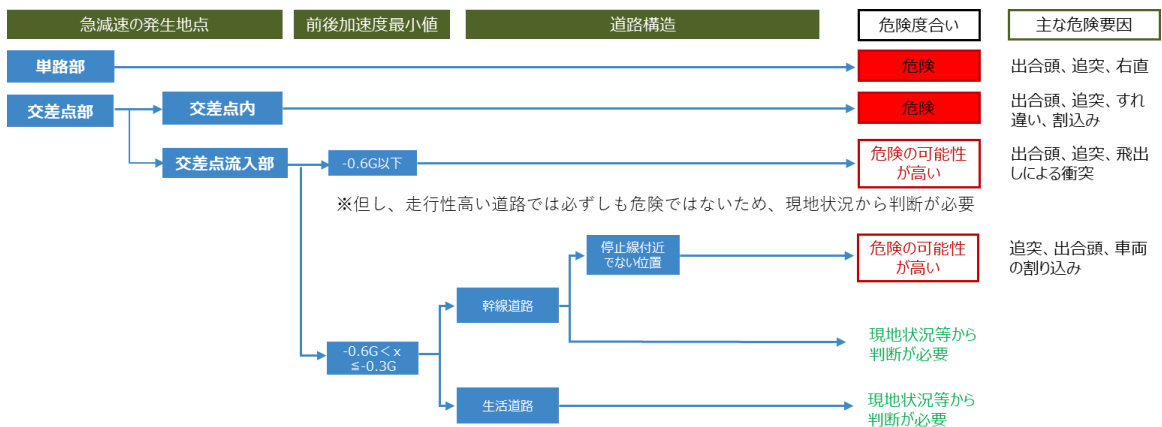 急減速の発生地点
前後加速度最小値
道路構造
危険度合い
主な危険要因
単路部
危険
出合頭、追突、右直
交差点部
交差点内
危険
出合頭、追突、すれ
違い、割込み
交差点流入部
-0.6G以下
危険の可能性
が高い
出合頭、追突、飛出
しによる衝突
※但し、走行性高い道路では必ずしも危険ではないため、現地状況から判断が必要
停止線付近
でない位置
危険の可能性
が高い
追突、出合頭、車両
の割り込み
幹線道路
現地状況等から
判断が必要
-0.6G＜x
≦-0.3G
生活道路
現地状況等から
判断が必要